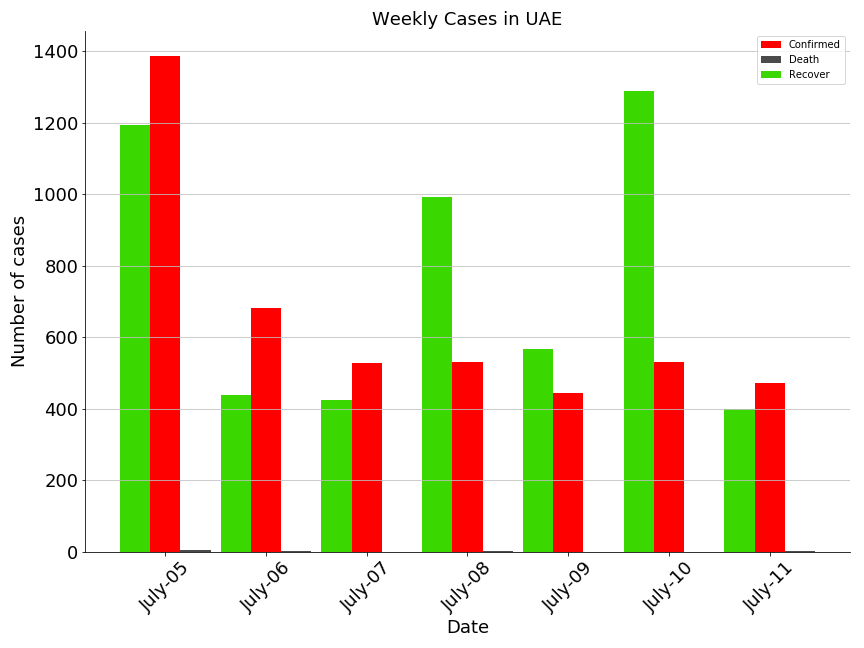 Weekly Cases in UAE
Confirmed
Death
Recover
Number of cases
1400
1200
1000
800
600
400
200
0
July-05
July-06
July-07
July-08
July-09
July-10
July-11
Date